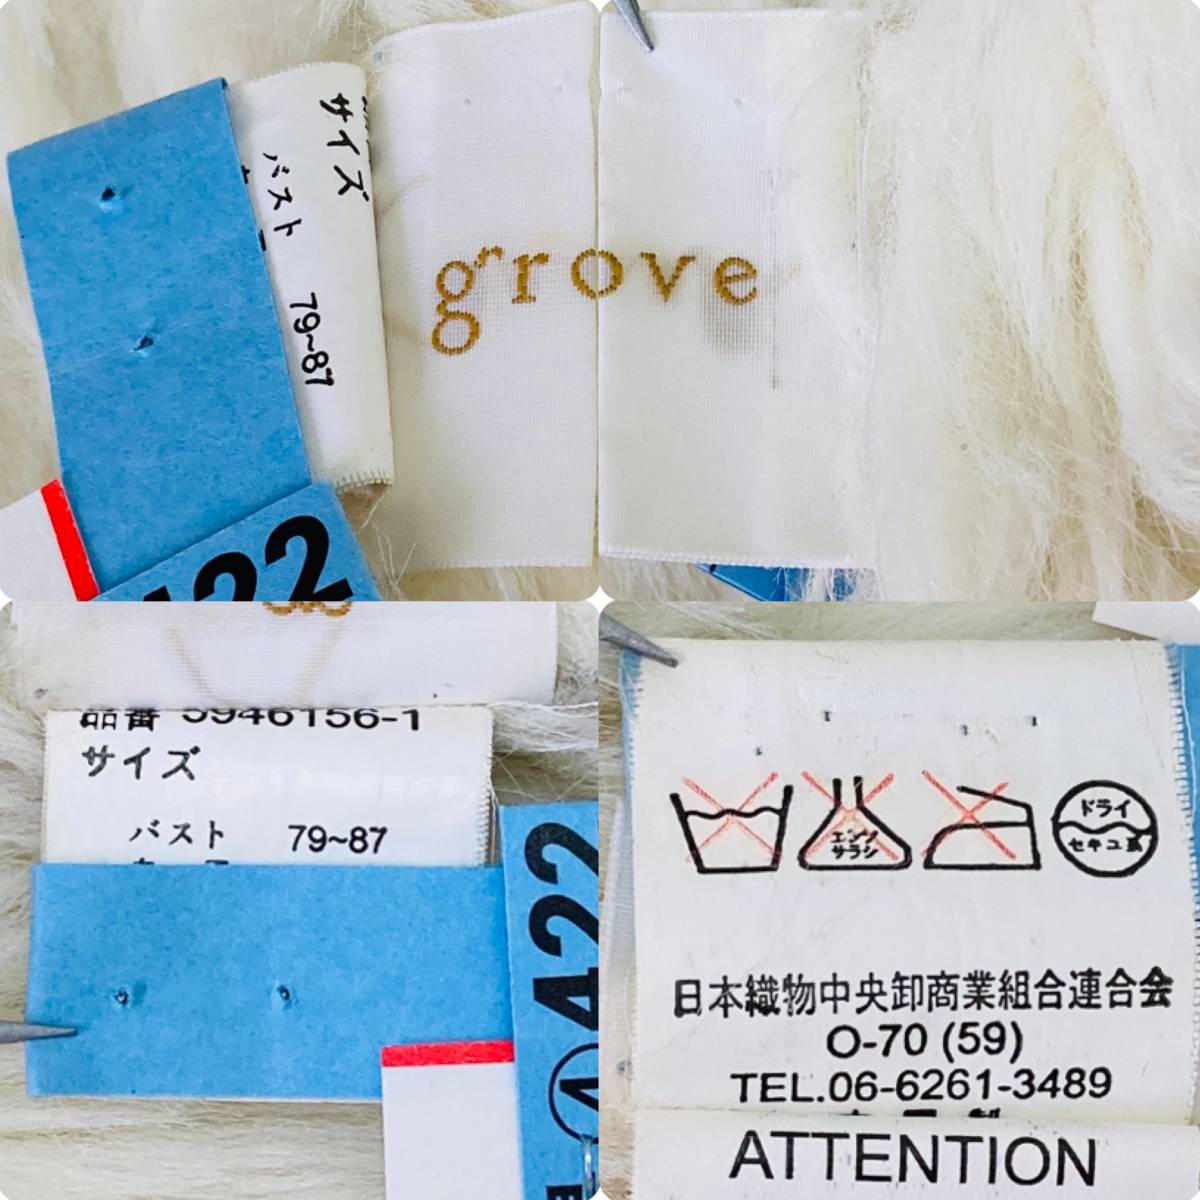 サイズ
バスト 79~87
grove
422
品番 5946156-1
サイズ
バスト 79~87
422
A
エンソ
サラシ
ドライ
セキユ系
日本織物中央卸商業組合連合会
O-70 (59)
TEL.06-6261-3489
ATTENTION